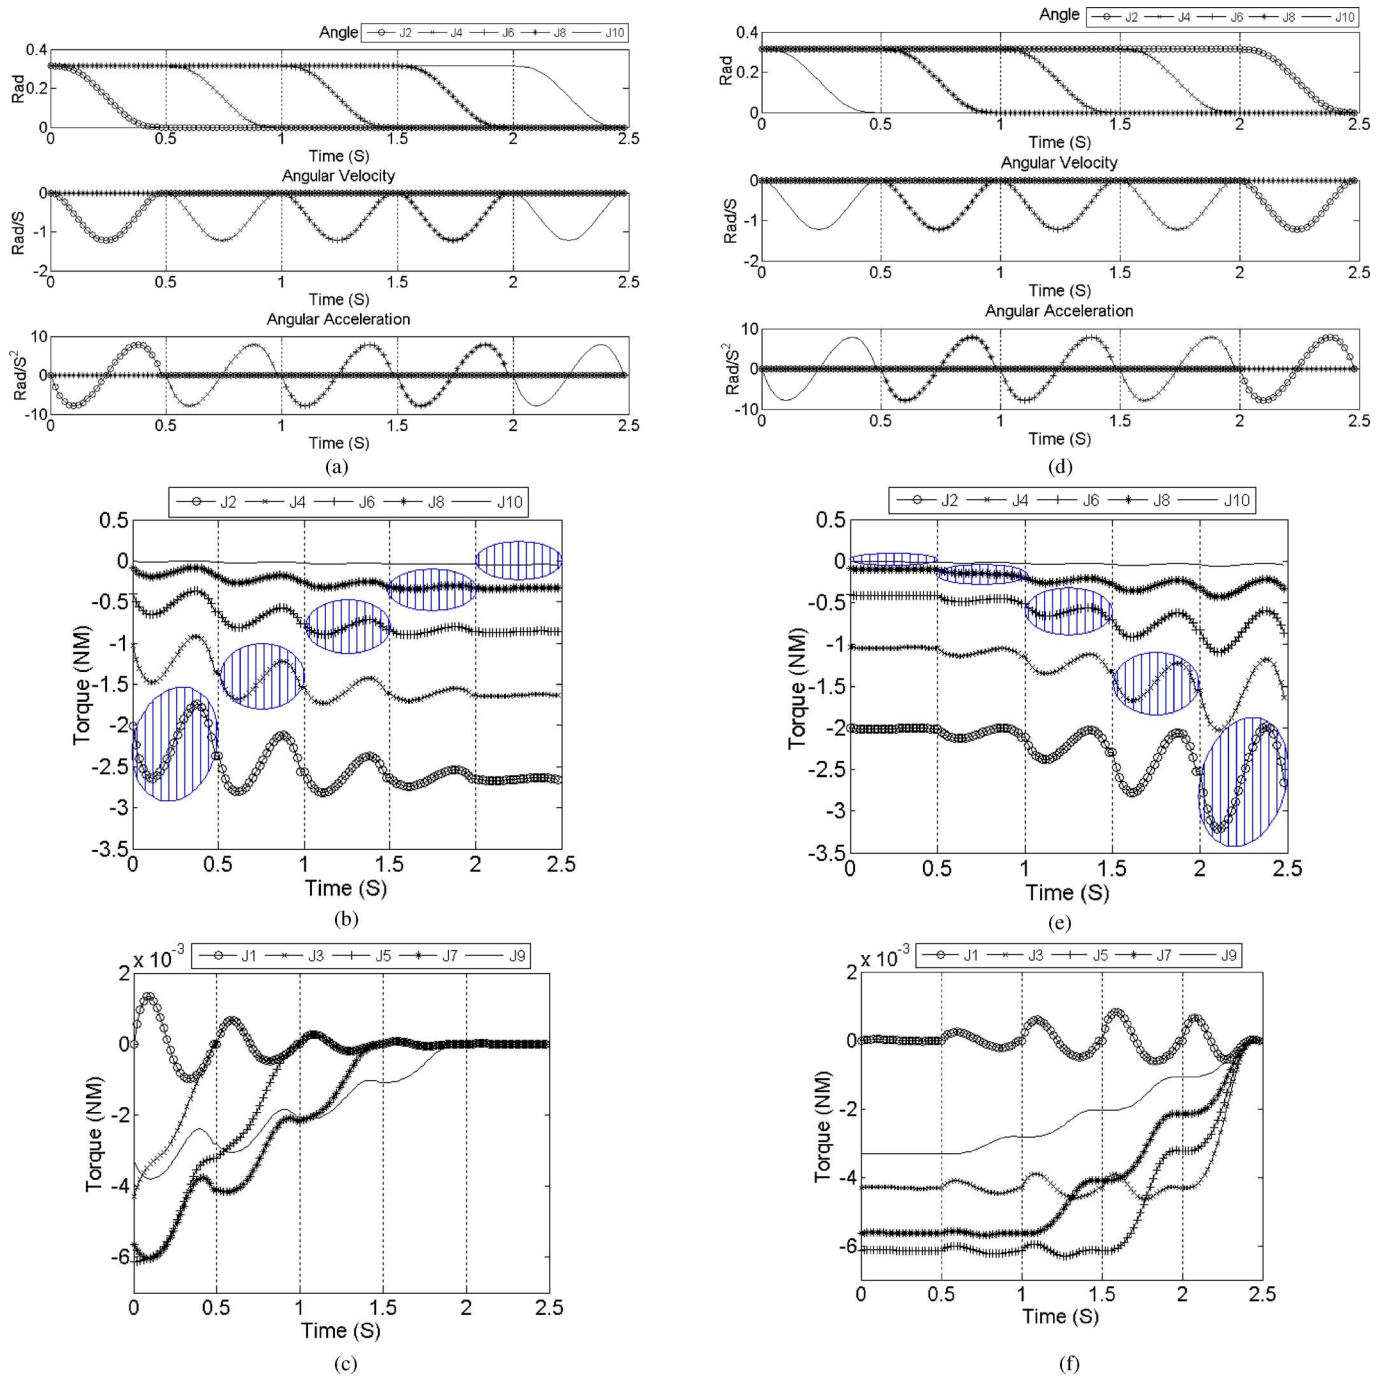 Angle J2 J4 J6 J8 J10
0.4
0.2
0
Rad
0 0.5 1 1.5 2 2.5
Time (S)
Angular Velocity
0
-1
-2
Rad/S
0 0.5 1 1.5 2 2.5
Time (S)
Angular Acceleration
10
0
-10
Rad/S²
0 0.5 1 1.5 2 2.5
Time (S)
(a)
J2 J4 J6 J8 J10
0.5
0
-0.5
-1
-1.5
-2
-2.5
-3
-3.5
Torque (NM)
0 0.5 1 1.5 2 2.5
Time (S)
(b)
x 10⁻³ J1 J3 J5 J7 J9
2
0
-2
-4
-6
Torque (NM)
0 0.5 1 1.5 2 2.5
Time (S)
(c)
Angle J2 J4 J6 J8 J10
0.4
0.2
0
Rad
0 0.5 1 1.5 2 2.5
Time (S)
Angular Velocity
0
-1
-2
Rad/S
0 0.5 1 1.5 2 2.5
Time (S)
Angular Acceleration
10
0
-10
Rad/S²
0 0.5 1 1.5 2 2.5
Time (S)
(d)
J2 J4 J6 J8 J10
0.5
0
-0.5
-1
-1.5
-2
-2.5
-3
-3.5
Torque (NM)
0 0.5 1 1.5 2 2.5
Time (S)
(e)
x 10⁻³ J1 J3 J5 J7 J9
2
0
-2
-4
-6
Torque (NM)
0 0.5 1 1.5 2 2.5
Time (S)
(f)